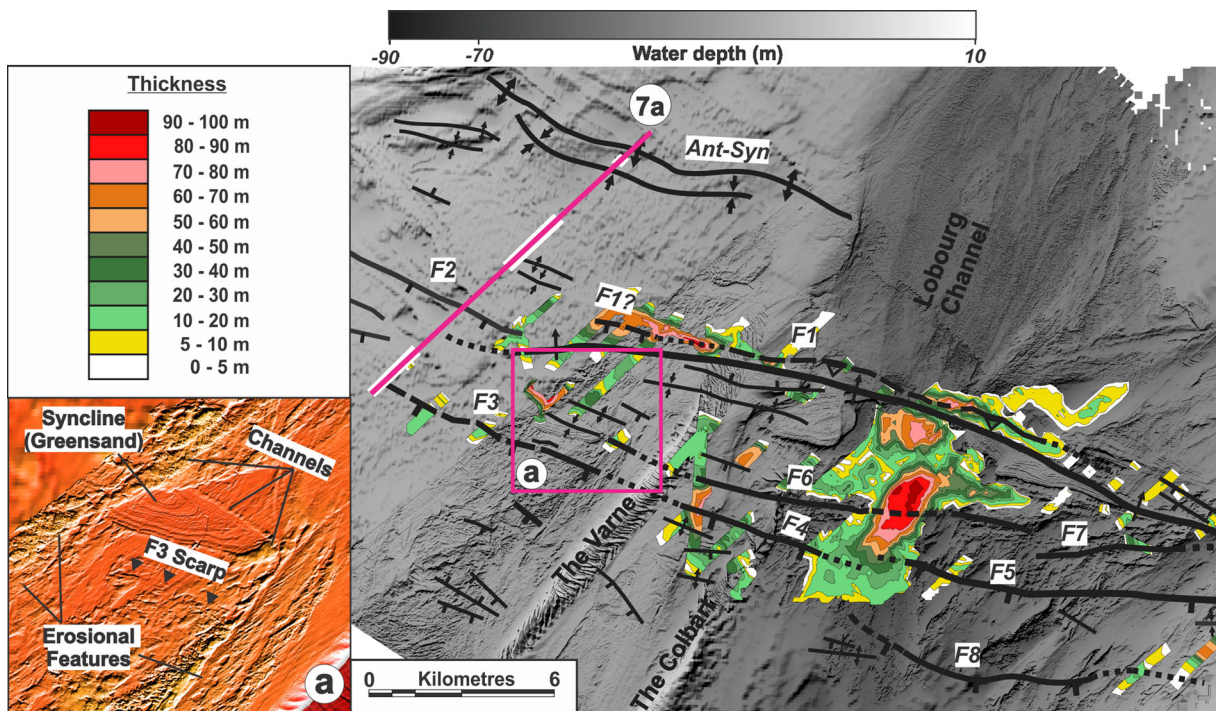 -90
-70
Water depth (m)
10
Thickness
90 - 100 m
80 - 90 m
70 - 80 m
60 - 70 m
50 - 60 m
40 - 50 m
30 - 40 m
20 - 30 m
10 - 20 m
5 - 10 m
0 - 5 m
7a
Ant-Syn
Lobourg
Channel
F2
F1?
F1
F3
a
F6
F4
F7
F5
F8
The Varne
The Colbart
Syncline
(Greensand)
Channels
F3 Scarp
Erosional
Features
a
0 Kilometres 6